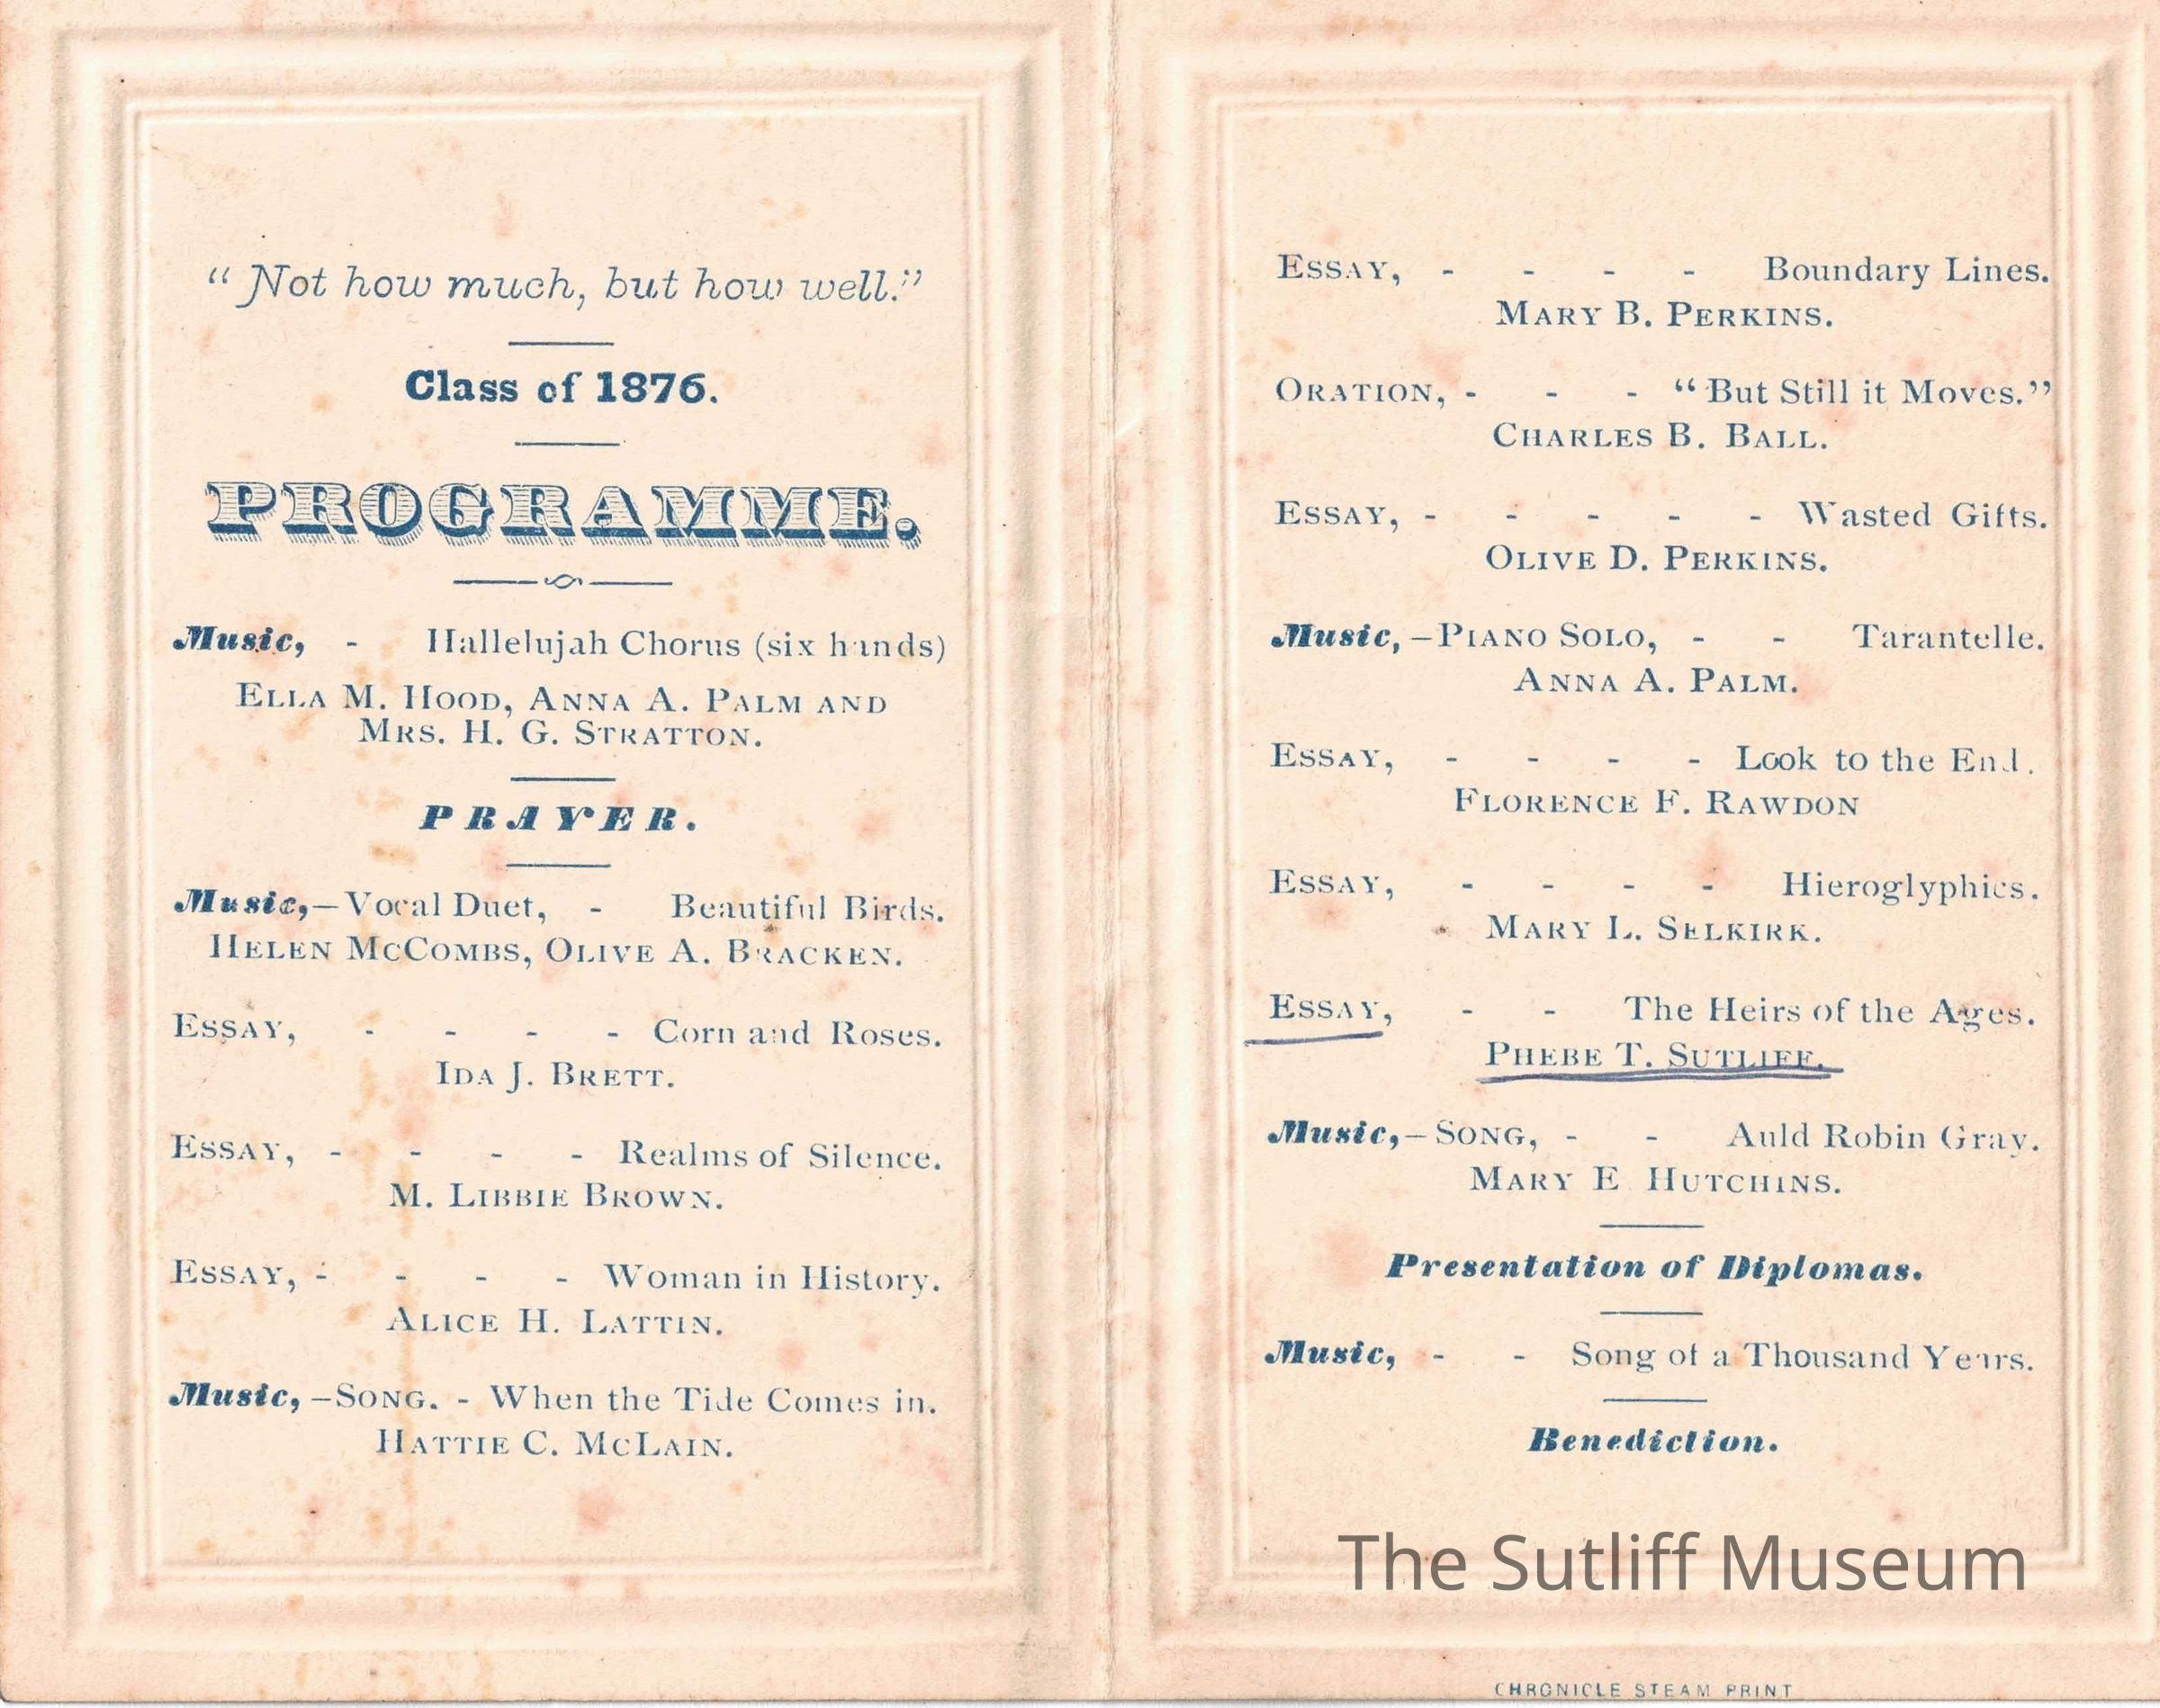 “Not how much, but how well.”
Class of 1876.
PROGRAMME.
Music, - Hallelujah Chorus (six hands)
ELLA M. HOOD, ANNA A. PALM AND
MRS. H. G. STRATTON.
PRAYER.
Music,—Vocal Duet, - Beautiful Birds.
HELEN MCCOMBS, OLIVE A. BRACKEN.
ESSAY, - - - - Corn and Roses.
IDA J. BRETT.
ESSAY, - - - - Realms of Silence.
M. LIBBIE BROWN.
ESSAY, - - - - Woman in History.
ALICE H. LATTIN.
Music,—SONG. - When the Tide Comes in.
HATTIE C. MCLAIN.
ESSAY, - - - - Boundary Lines.
MARY B. PERKINS.
ORATION, - - - “But Still it Moves.”
CHARLES B. BALL.
ESSAY, - - - - - Wasted Gifts.
OLIVE D. PERKINS.
Music,—PIANO SOLO, - - Tarantelle.
ANNA A. PALM.
ESSAY, - - - - Look to the End.
FLORENCE F. RAWDON
ESSAY, - - - - Hieroglyphics.
MARY L. SELKIRK.
ESSAY, - - The Heirs of the Ages.
PHEBE T. SUTLIFF.
Music,—SONG, - - Auld Robin Gray.
MARY E HUTCHINS.
Presentation of Diplomas.
Music, - - Song of a Thousand Years.
Benediction.
The Sutliff Museum
CHRONICLE STEAM PRINT